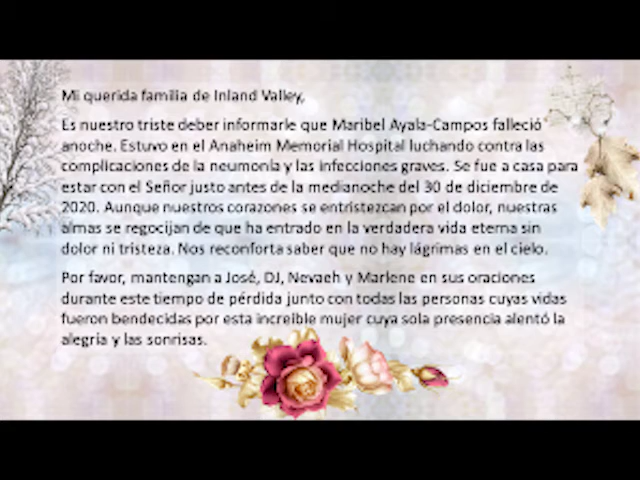 Mi querida familia de Inland Valley,
Es nuestro triste deber informarle que Maribel Ayala-Campos falleció
anoche. Estuvo en el Anaheim Memorial Hospital luchando contra las
complicaciones de la neumonía y las infecciones graves. Se fue a casa para
estar con el Señor justo antes de la medianoche del 30 de diciembre de
2020. Aunque nuestros corazones se entristezcan por el dolor, nuestras
almas se regocijan de que ha entrado en la verdadera vida eterna sin
dolor ni tristeza. Nos reconforta saber que no hay lágrimas en el cielo.
Por favor, mantengan a José, DJ, Nevaeh y Marlene en sus oraciones
durante este tiempo de pérdida junto con todas las personas cuyas vidas
fueron bendecidas por esta increible mujer cuya sola presencia alentó la
alegría y las sonrisas.